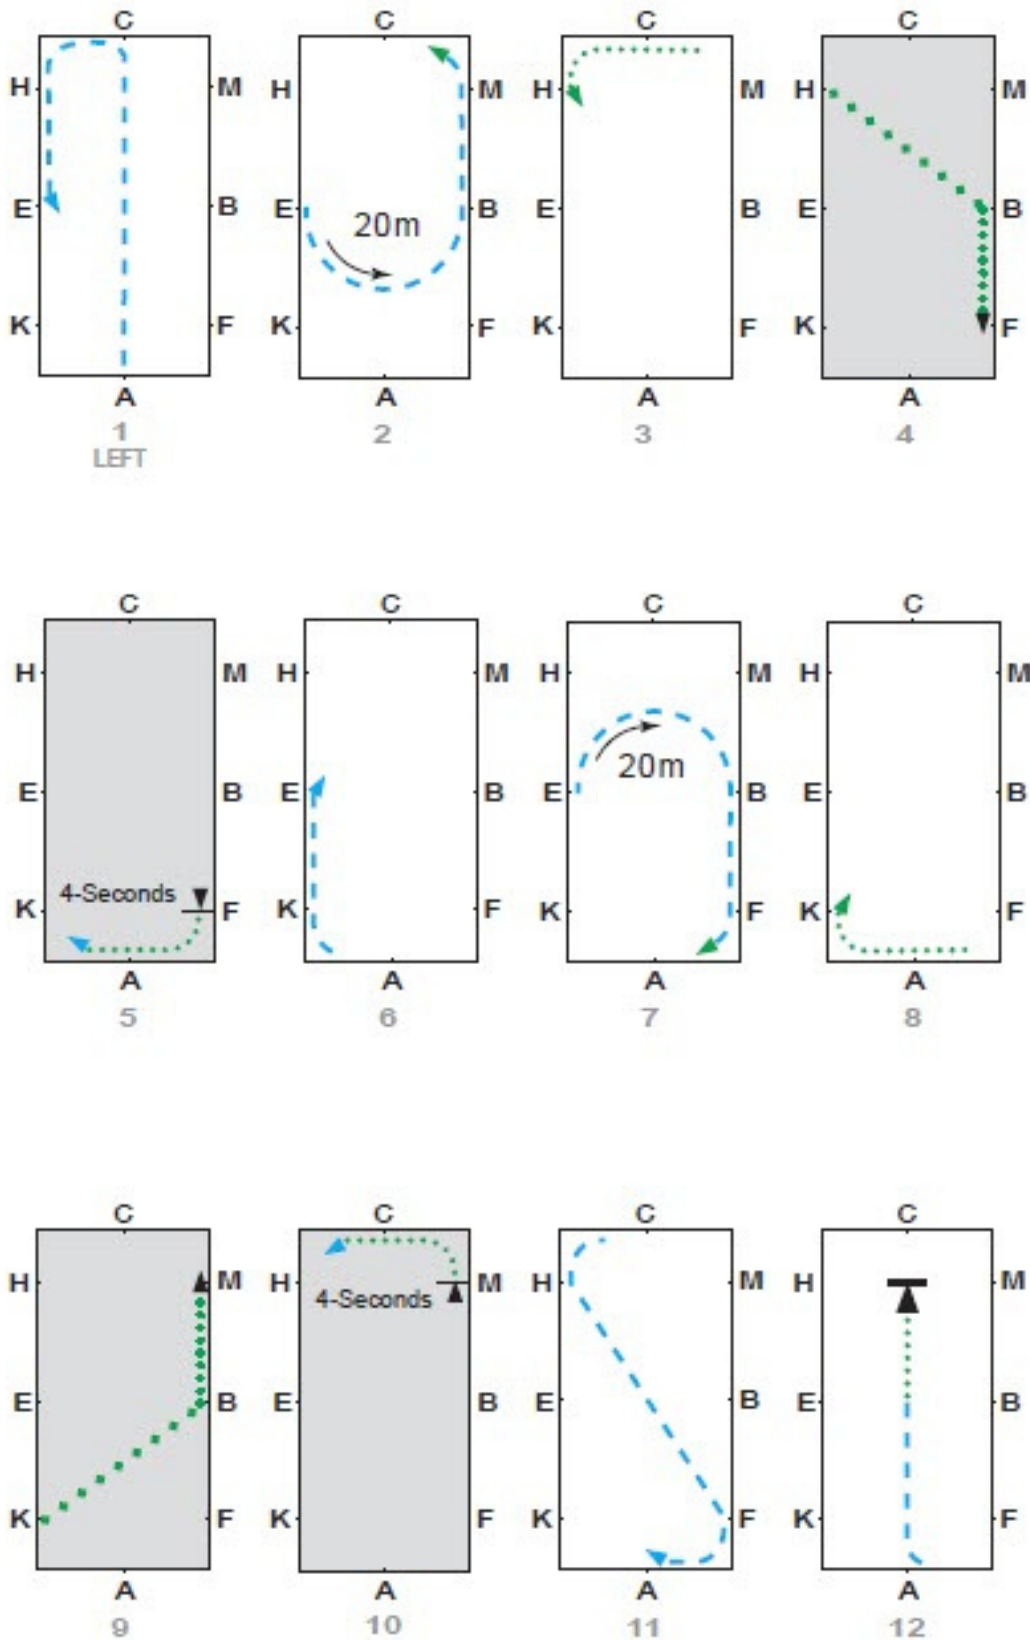 C C C C
H M H M H M H M
E B E 20m B E B E B
K F K F K F K F
A A A A
1 2 3 4
LEFT
C C C C
H M H M H M H M
E B E B E 20m B E B
K 4-Seconds F K F K F K F
A A A A
5 6 7 8
C C C C
H M H 4-Seconds M H M H M
E B E B E B E B
K F K F K F K F
A A A A
9 10 11 12